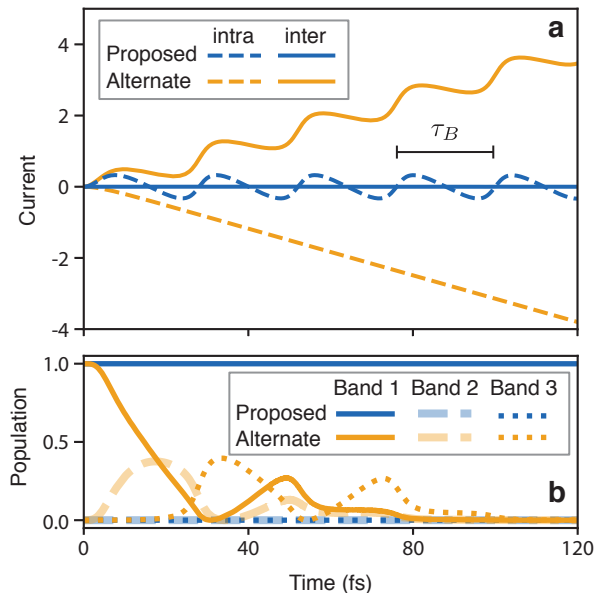 a
intra inter
Proposed
Alternate
4
2
0
-2
-4
Current
τ_B
1.0
0.5
0.0
Population
Band 1 Band 2 Band 3
Proposed
Alternate
b
0 40 80 120
Time (fs)